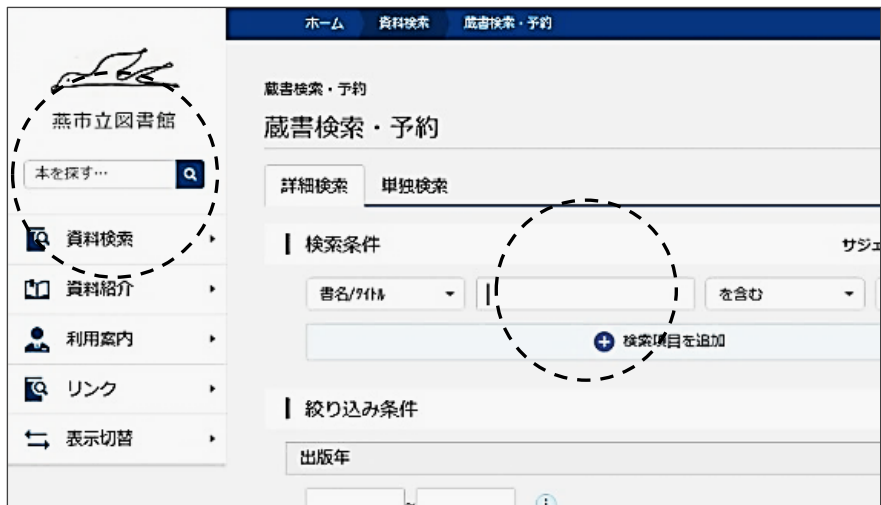 ホーム 資料検索 蔵書検索・予約
燕市立図書館
本を探す…
資料検索
資料紹介
利用案内
リンク
表示切替
蔵書検索・予約
蔵書検索・予約
詳細検索 単独検索
検索条件 サジェ
書名/タイトル を含む
検索項目を追加
絞り込み条件
出版年
~